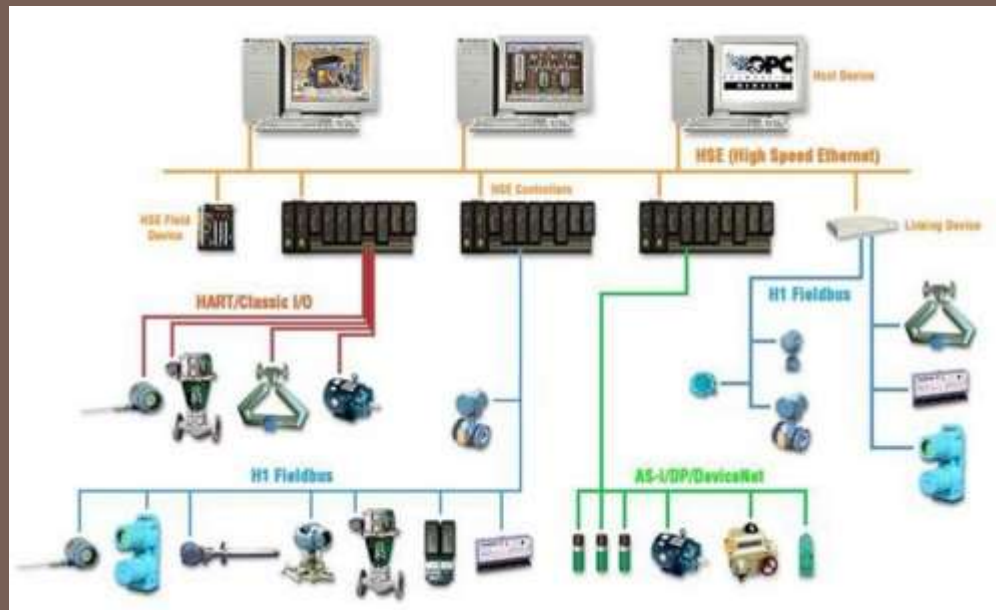 OPC
Host Device
HSE (High Speed Ethernet)
HSE Controllers
HSE Field
Device
Linking Device
HART/Classic I/O
H1 Fieldbus
H1 Fieldbus
AS-I/DP/DeviceNet